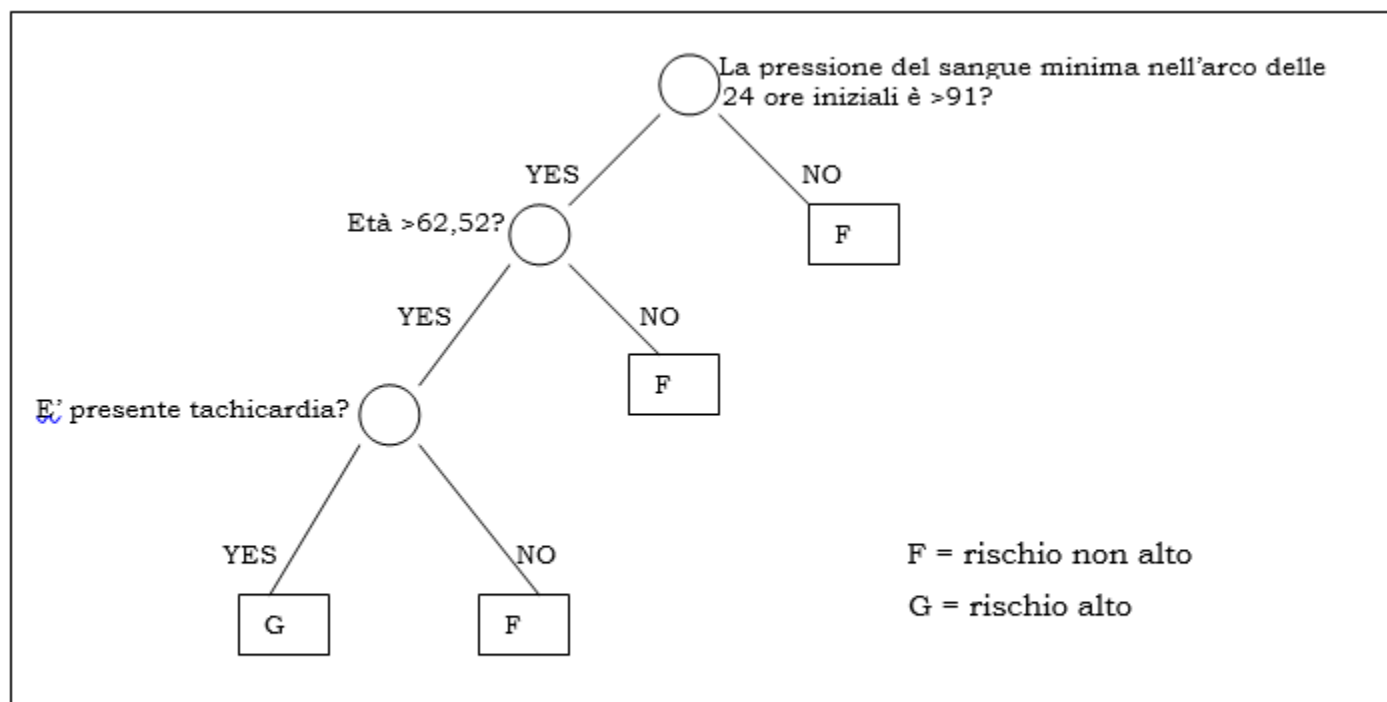 La pressione del sangue minima nell'arco delle
24 ore iniziali è >91?
YES
NO
Età >62,52?
F
YES
NO
F
E' presente tachicardia?
YES
NO
F = rischio non alto
G = rischio alto
G
F